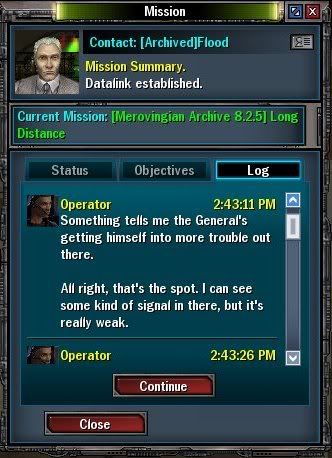 Mission
Contact: [Archived]Flood
Mission Summary.
Datalink established.
Current Mission: [Merovingian Archive 8.2.5] Long
Distance
Status Objectives Log
Operator 2:43:11 PM
Something tells me the General's
getting himself into more trouble out
there.
All right, that's the spot. I can see
some kind of signal in there, but it's
really weak.
Operator 2:43:26 PM
Continue
Close